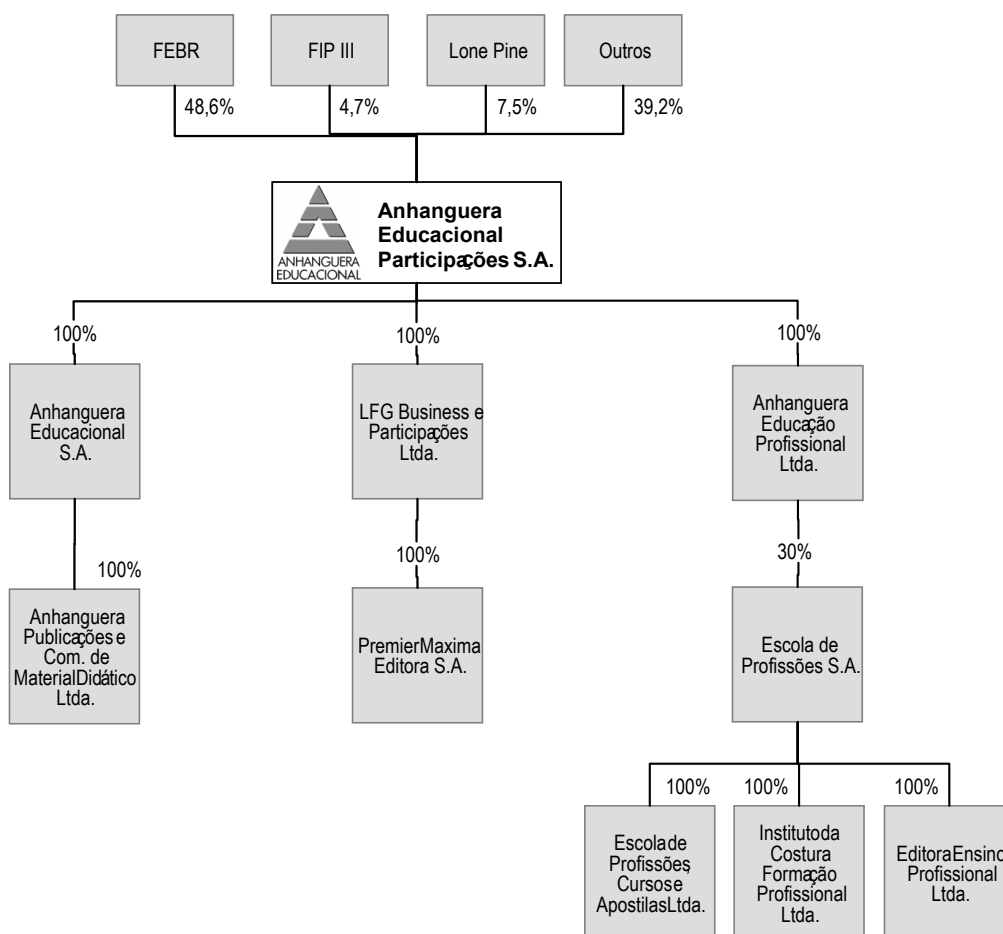 FEBR
FIP III
Lone Pine
Outros
48,6%
4,7%
7,5%
39,2%
ANHANGUERA
EDUCACIONAL
Anhanguera
Educacional
Participações S.A.
100%
100%
100%
Anhanguera
Educacional
S.A.
LFG Business e
Participações
Ltda.
Anhanguera
Educação
Profissional
Ltda.
100%
100%
30%
Anhanguera
Publicações e
Com. de
MaterialDidático
Ltda.
PremierMaxima
Editora S.A.
Escola de
Profissões S.A.
100%
100%
100%
Escolade
Profissões,
Cursose
ApostilasLtda.
Institutoda
Costura
Formação
Profissional
Ltda.
EditoraEnsino
Profissional
Ltda.